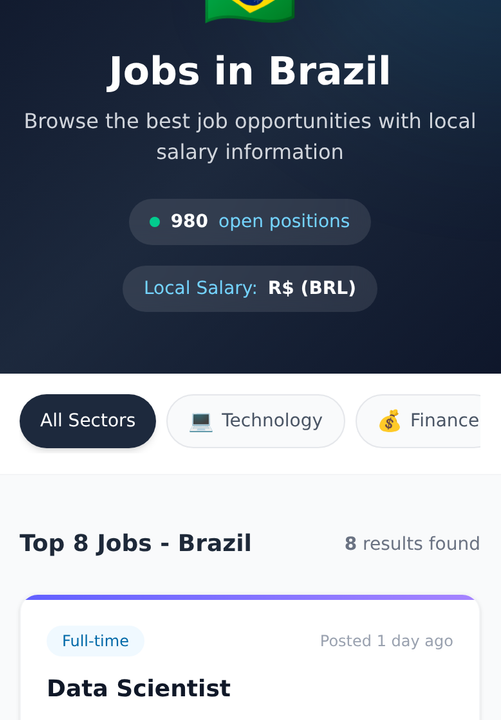 Jobs in Brazil
Browse the best job opportunities with local
salary information
980 open positions
Local Salary: R$ (BRL)
All Sectors
Technology
Finance
Top 8 Jobs - Brazil
8 results found
Full-time
Posted 1 day ago
Data Scientist